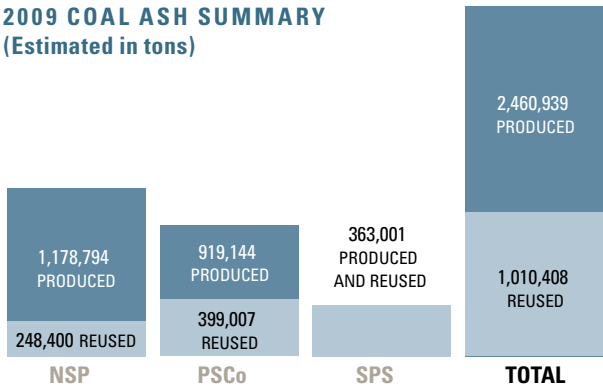 2009 COAL ASH SUMMARY
(Estimated in tons)
1,178,794
PRODUCED
248,400 REUSED
NSP
919,144
PRODUCED
399,007
REUSED
PSCo
363,001
PRODUCED
AND REUSED
SPS
2,460,939
PRODUCED
1,010,408
REUSED
TOTAL